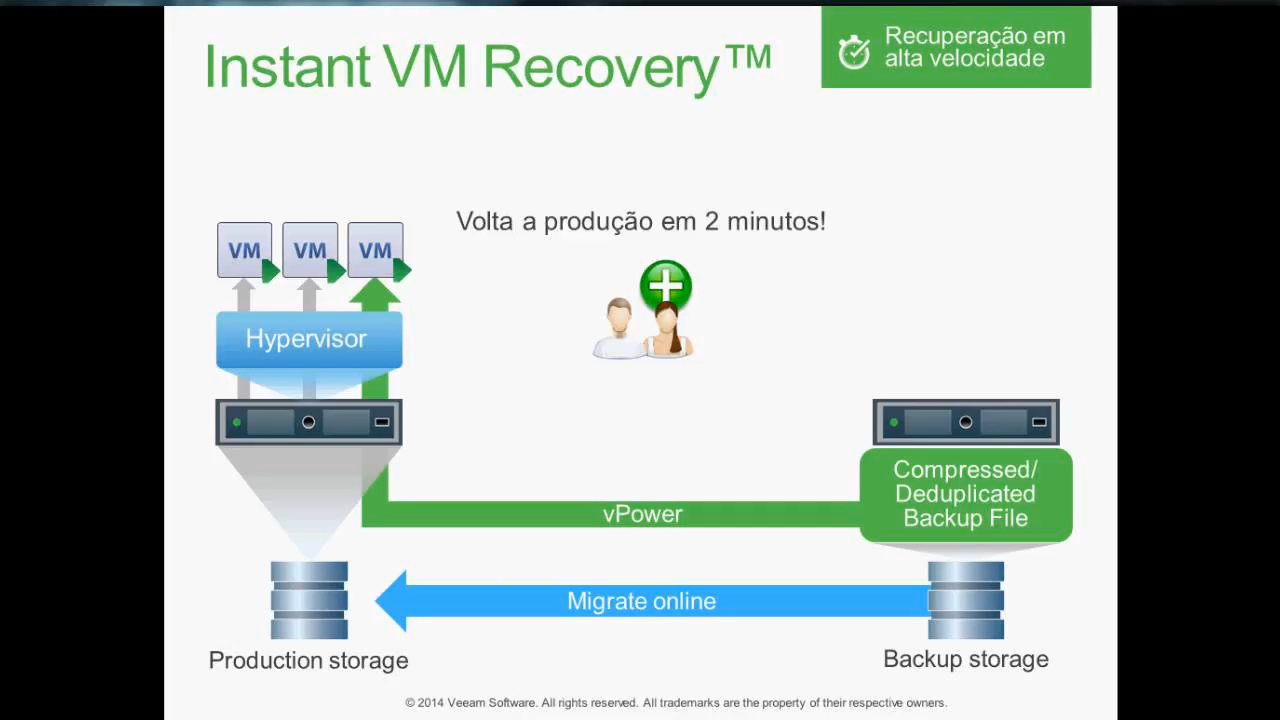 Instant VM Recovery™
Recuperação em
alta velocidade
Volta a produção em 2 minutos!
VM VM VM
Hypervisor
Compressed/
Deduplicated
Backup File
vPower
Migrate online
Production storage
Backup storage
© 2014 Veeam Software. All rights reserved. All trademarks are the property of their respective owners.